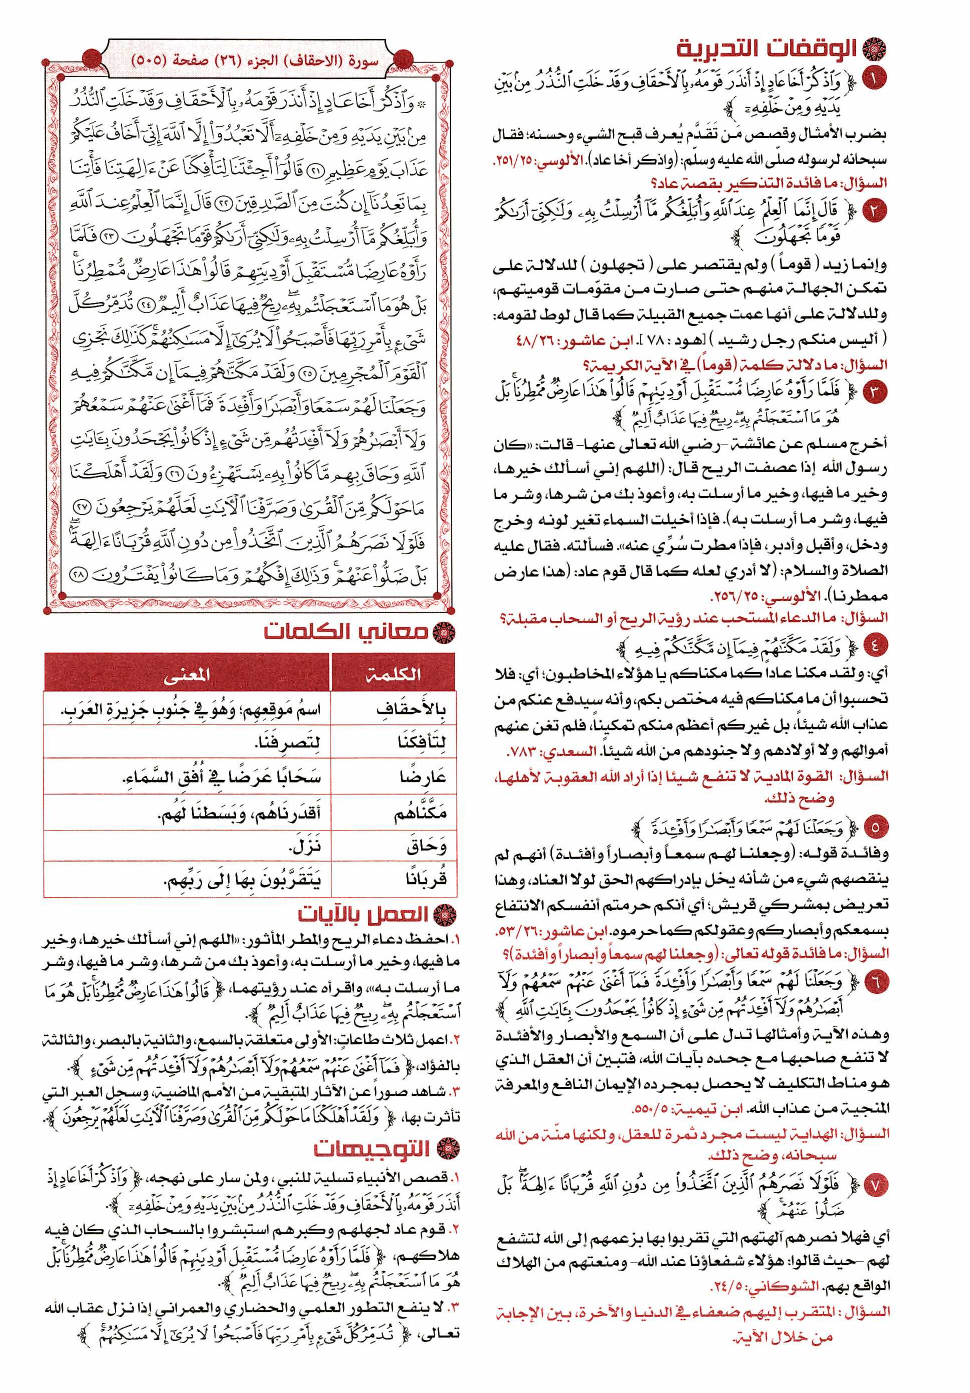 الوقفات التدبرية
١ ﴿ وَاذْكُرْ أَخَا عَادٍ إِذْ أَنذَرَ قَوْمَهُ بِالْأَحْقَافِ وَقَدْ خَلَتِ النُّذُرُ مِن بَيْنِ
يَدَيْهِ وَمِنْ خَلْفِهِ ﴾
بضرب الأمثال وقصص مَن تَقَدَّم يُعرف قبح الشيء وحسنه؛ فقال
سبحانه لرسوله صلّى الله عليه وسلّم: (واذكر أخا عاد). الألوسي: ٢٥١/٢٥.
السؤال: ما فائدة التذكير بقصة عاد؟
٢ ﴿ قَالَ إِنَّمَا الْعِلْمُ عِندَ اللَّهِ وَأُبَلِّغُكُم مَّا أُرْسِلْتُ بِهِ وَلَٰكِنِّي أَرَاكُمْ
قَوْمًا تَجْهَلُونَ ﴾
وإنما زيد ( قوماً ) ولم يقتصر على ( تجهلون ) للدلالة على
تمكن الجهالة منهم حتى صارت من مقوّمات قوميتهم،
وللدلالة على أنها عمت جميع القبيلة كما قال لوط لقومه:
( أليس منكم رجل رشيد ) [هود : ٧٨ ]. ابن عاشور: ٤٨/٢٦
السؤال: ما دلالة كلمة (قوماً) في الآية الكريمة؟
٣ ﴿ فَلَمَّا رَأَوْهُ عَارِضًا مُّسْتَقْبِلَ أَوْدِيَتِهِمْ قَالُوا هَٰذَا عَارِضٌ مُّمْطِرُنَا ۚ بَلْ
هُوَ مَا اسْتَعْجَلْتُم بِهِ ۖ رِيحٌ فِيهَا عَذَابٌ أَلِيمٌ ﴾
أخرج مسلم عن عائشة -رضي الله تعالى عنها- قالت: «كان
رسول الله إذا عصفت الريح قال: (اللهم إني أسألك خيرها،
وخير ما فيها، وخير ما أرسلت به، وأعوذ بك من شرها، وشر ما
فيها، وشر ما أرسلت به). فإذا أخيلت السماء تغير لونه وخرج
ودخل، وأقبل وأدبر، فإذا مطرت سُرِّي عنه». فسألته. فقال عليه
الصلاة والسلام: (لا أدري لعله كما قال قوم عاد: (هذا عارض
ممطرنا). الألوسي: ٢٥٦/٢٥.
السؤال: ما الدعاء المستحب عند رؤية الريح أو السحاب مقبلة؟
٤ ﴿ وَلَقَدْ مَكَّنَّاهُمْ فِيمَا إِن مَّكَّنَّاكُمْ فِيهِ ﴾
أي: ولقد مكنا عاداً كما مكناكم يا هؤلاء المخاطبون؛ أي: فلا
تحسبوا أن ما مكناكم فيه مختص بكم، وأنه سيدفع عنكم من
عذاب الله شيئاً، بل غيركم أعظم منكم تمكيناً، فلم تغن عنهم
أموالهم ولا أولادهم ولا جنودهم من الله شيئاً. السعدي: ٧٨٣.
السؤال: القوة المادية لا تنفع شيئا إذا أراد الله العقوبة لأهلها،
وضح ذلك.
٥ ﴿ وَجَعَلْنَا لَهُمْ سَمْعًا وَأَبْصَارًا وَأَفْئِدَةً ﴾
وفائدة قوله: (وجعلنا لهم سمعاً وأبصاراً وأفئدة) أنهم لم
ينقصهم شيء من شأنه يخل بإدراكهم الحق لولا العناد، وهذا
تعريض بمشركي قريش؛ أي أنكم حرمتم أنفسكم الانتفاع
بسمعكم وأبصاركم وعقولكم كما حرموه. ابن عاشور: ٥٣/٢٦.
السؤال: ما فائدة قوله تعالى: (وجعلنا لهم سمعاً وأبصاراً وأفئدة)؟
٦ ﴿ وَجَعَلْنَا لَهُمْ سَمْعًا وَأَبْصَارًا وَأَفْئِدَةً فَمَا أَغْنَىٰ عَنْهُمْ سَمْعُهُمْ وَلَا
أَبْصَارُهُمْ وَلَا أَفْئِدَتُهُم مِّن شَيْءٍ إِذْ كَانُوا يَجْحَدُونَ بِآيَاتِ اللَّهِ ﴾
وهذه الآية وأمثالها تدل على أن السمع والأبصار والأفئدة
لا تنفع صاحبها مع جحده بآيات الله، فتبين أن العقل الذي
هو مناط التكليف لا يحصل بمجرده الإيمان النافع والمعرفة
المنجية من عذاب الله. ابن تيمية: ٥٥٠/٥.
السؤال: الهداية ليست مجرد ثمرة للعقل، ولكنها منّة من الله
سبحانه، وضح ذلك.
٧ ﴿ فَلَوْلَا نَصَرَهُمُ الَّذِينَ اتَّخَذُوا مِن دُونِ اللَّهِ قُرْبَانًا آلِهَةً ۖ بَلْ
ضَلُّوا عَنْهُمْ ۚ ﴾
أي فهلا نصرهم آلهتهم التي تقربوا بها بزعمهم إلى الله لتشفع
لهم -حيث قالوا: هؤلاء شفعاؤنا عند الله- ومنعتهم من الهلاك
الواقع بهم. الشوكاني: ٢٤/٥.
السؤال : المتقرب إليهم ضعفاء في الدنيا والآخرة، بين الإجابة
من خلال الآية.
سورة (الاحقاف) الجزء (٢٦) صفحة (٥٠٥)
۞ وَاذْكُرْ أَخَا عَادٍ إِذْ أَنذَرَ قَوْمَهُ بِالْأَحْقَافِ وَقَدْ خَلَتِ النُّذُرُ
مِن بَيْنِ يَدَيْهِ وَمِنْ خَلْفِهِ أَلَّا تَعْبُدُوا إِلَّا اللَّهَ إِنِّي أَخَافُ عَلَيْكُمْ
عَذَابَ يَوْمٍ عَظِيمٍ ٢١ قَالُوا أَجِئْتَنَا لِتَأْفِكَنَا عَنْ آلِهَتِنَا فَأْتِنَا
بِمَا تَعِدُنَا إِن كُنتَ مِنَ الصَّادِقِينَ ٢٢ قَالَ إِنَّمَا الْعِلْمُ عِندَ اللَّهِ
وَأُبَلِّغُكُم مَّا أُرْسِلْتُ بِهِ وَلَٰكِنِّي أَرَاكُمْ قَوْمًا تَجْهَلُونَ ٢٣ فَلَمَّا
رَأَوْهُ عَارِضًا مُّسْتَقْبِلَ أَوْدِيَتِهِمْ قَالُوا هَٰذَا عَارِضٌ مُّمْطِرُنَا ۚ
بَلْ هُوَ مَا اسْتَعْجَلْتُم بِهِ ۖ رِيحٌ فِيهَا عَذَابٌ أَلِيمٌ ٢٤ تُدَمِّرُ كُلَّ
شَيْءٍ بِأَمْرِ رَبِّهَا فَأَصْبَحُوا لَا يُرَىٰ إِلَّا مَسَاكِنُهُمْ ۚ كَذَٰلِكَ نَجْزِي
الْقَوْمَ الْمُجْرِمِينَ ٢٥ وَلَقَدْ مَكَّنَّاهُمْ فِيمَا إِن مَّكَّنَّاكُمْ فِيهِ
وَجَعَلْنَا لَهُمْ سَمْعًا وَأَبْصَارًا وَأَفْئِدَةً فَمَا أَغْنَىٰ عَنْهُمْ سَمْعُهُمْ
وَلَا أَبْصَارُهُمْ وَلَا أَفْئِدَتُهُم مِّن شَيْءٍ إِذْ كَانُوا يَجْحَدُونَ بِآيَاتِ
اللَّهِ وَحَاقَ بِهِم مَّا كَانُوا بِهِ يَسْتَهْزِئُونَ ٢٦ وَلَقَدْ أَهْلَكْنَا
مَا حَوْلَكُم مِّنَ الْقُرَىٰ وَصَرَّفْنَا الْآيَاتِ لَعَلَّهُمْ يَرْجِعُونَ ٢٧
فَلَوْلَا نَصَرَهُمُ الَّذِينَ اتَّخَذُوا مِن دُونِ اللَّهِ قُرْبَانًا آلِهَةً ۖ
بَلْ ضَلُّوا عَنْهُمْ ۚ وَذَٰلِكَ إِفْكُهُمْ وَمَا كَانُوا يَفْتَرُونَ ٢٨
معاني الكلمات
الكلمة المعنى
بِالأَحقَافِ اسمُ مَوقِعِهِم؛ وَهُوَ فِي جَنُوبِ جَزِيرَةِ العَرَبِ.
لِتَأفِكَنَا لِتَصرِفَنَا.
عَارِضًا سَحَابًا عَرَضًا فِي أُفُقِ السَّمَاءِ.
مَكَّنَّاهُم أَقدَرنَاهُم، وَبَسَطنَا لَهُم.
وَحَاقَ نَزَلَ.
قُربَانًا يَتَقَرَّبُونَ بِهَا إِلَى رَبِّهِم.
العمل بالآيات
١. احفظ دعاء الريح والمطر المأثور: «اللهم إني أسألك خيرها، وخير
ما فيها، وخير ما أرسلت به، وأعوذ بك من شرها، وشر ما فيها، وشر
ما أرسلت به»، واقرأه عند رؤيتهما، ﴿ قَالُوا هَٰذَا عَارِضٌ مُّمْطِرُنَا ۚ بَلْ هُوَ مَا
اسْتَعْجَلْتُم بِهِ ۖ رِيحٌ فِيهَا عَذَابٌ أَلِيمٌ ﴾.
٢. اعمل ثلاث طاعاتٍ: الأولى متعلقة بالسمع، والثانية بالبصر، والثالثة
بالفؤاد، ﴿ فَمَا أَغْنَىٰ عَنْهُمْ سَمْعُهُمْ وَلَا أَبْصَارُهُمْ وَلَا أَفْئِدَتُهُم مِّن شَيْءٍ ﴾.
٣. شاهد صوراً عن الآثار المتبقية من الأمم الماضية، وسجل العبر التي
تأثرت بها، ﴿ وَلَقَدْ أَهْلَكْنَا مَا حَوْلَكُم مِّنَ الْقُرَىٰ وَصَرَّفْنَا الْآيَاتِ لَعَلَّهُمْ يَرْجِعُونَ ﴾.
التوجيهات
١. قصص الأنبياء تسلية للنبي، ولمن سار على نهجه، ﴿ وَاذْكُرْ أَخَا عَادٍ إِذْ
أَنذَرَ قَوْمَهُ بِالْأَحْقَافِ وَقَدْ خَلَتِ النُّذُرُ مِن بَيْنِ يَدَيْهِ وَمِنْ خَلْفِهِ ﴾.
٢. قوم عاد لجهلهم وكبرهم استبشروا بالسحاب الذي كان فيه
هلاكهم، ﴿ فَلَمَّا رَأَوْهُ عَارِضًا مُّسْتَقْبِلَ أَوْدِيَتِهِمْ قَالُوا هَٰذَا عَارِضٌ مُّمْطِرُنَا ۚ بَلْ
هُوَ مَا اسْتَعْجَلْتُم بِهِ ۖ رِيحٌ فِيهَا عَذَابٌ أَلِيمٌ ﴾.
٣. لا ينفع التطور العلمي والحضاري والعمراني إذا نزل عقاب الله
تعالى، ﴿ تُدَمِّرُ كُلَّ شَيْءٍ بِأَمْرِ رَبِّهَا فَأَصْبَحُوا لَا يُرَىٰ إِلَّا مَسَاكِنُهُمْ ۚ ﴾